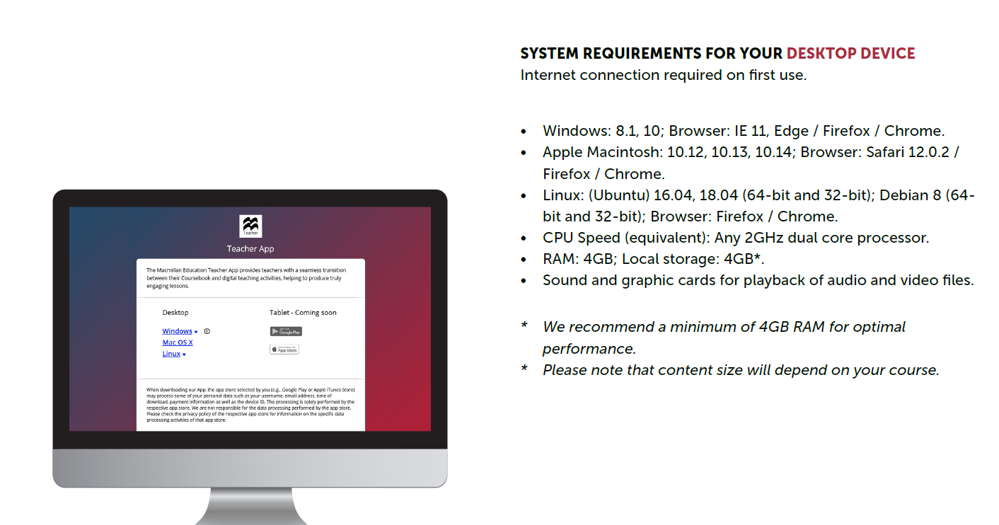 SYSTEM REQUIREMENTS FOR YOUR DESKTOP DEVICE
Internet connection required on first use.
• Windows: 8.1, 10; Browser: IE 11, Edge / Firefox / Chrome.
• Apple Macintosh: 10.12, 10.13, 10.14; Browser: Safari 12.0.2 /
Firefox / Chrome.
• Linux: (Ubuntu) 16.04, 18.04 (64-bit and 32-bit); Debian 8 (64-
bit and 32-bit); Browser: Firefox / Chrome.
• CPU Speed (equivalent): Any 2GHz dual core processor.
• RAM: 4GB; Local storage: 4GB*.
• Sound and graphic cards for playback of audio and video files.
* We recommend a minimum of 4GB RAM for optimal
performance.
* Please note that content size will depend on your course.
Teacher
Teacher App
The Macmillan Education Teacher App provides teachers with a seamless transition
between their Coursebook and digital teaching activities, helping to produce truly
engaging lessons.
Desktop
Windows
Mac OS X
Linux
Tablet - Coming soon
Google Play
App Store
When downloading our App, the app store selected by you (e.g., Google Play or Apple iTunes Store)
may process some of your personal data such as your username, email address, time of
download, payment information as well as the device ID. The processing is solely performed by the
respective app store. We are not responsible for the data processing performed by the app store.
Please check the privacy policy of the respective app store for information on the specific data
processing activities of that app store.